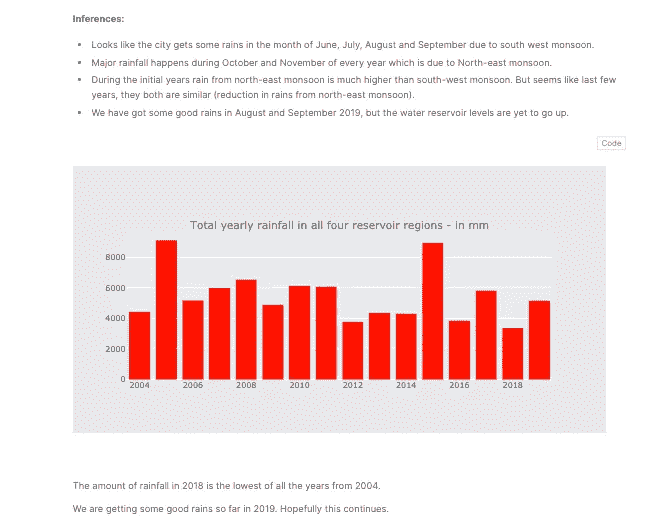 Inferences:
Looks like the city gets some rains in the month of June, July, August and September due to south west monsoon.
Major rainfall happens during October and November of every year which is due to North-east monsoon.
During the initial years rain from north-east monsoon is much higher than south-west monsoon. But seems like last few
years, they both are similar (reduction in rains from north-east monsoon).
We have got some good rains in August and September 2019, but the water reservoir levels are yet to go up.
Code
Total yearly rainfall in all four reservoir regions - in mm
8000
6000
4000
2000
0
2004 2006 2008 2010 2012 2014 2016 2018
The amount of rainfall in 2018 is the lowest of all the years from 2004.
We are getting some good rains so far in 2019. Hopefully this continues.